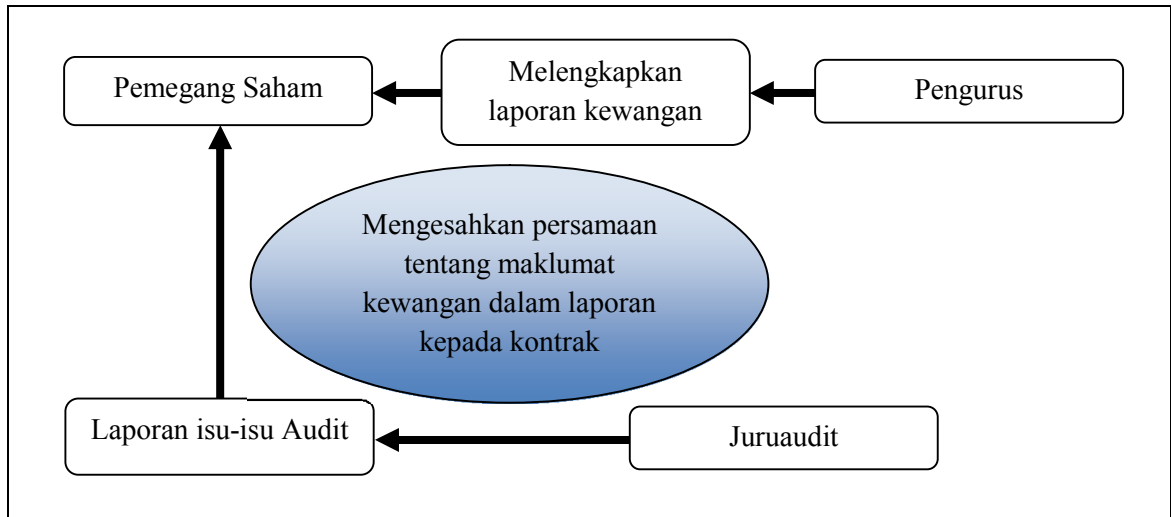 Pemegang Saham
Melengkapkan
laporan kewangan
Pengurus
Mengesahkan persamaan
tentang maklumat
kewangan dalam laporan
kepada kontrak
Laporan isu-isu Audit
Juruaudit